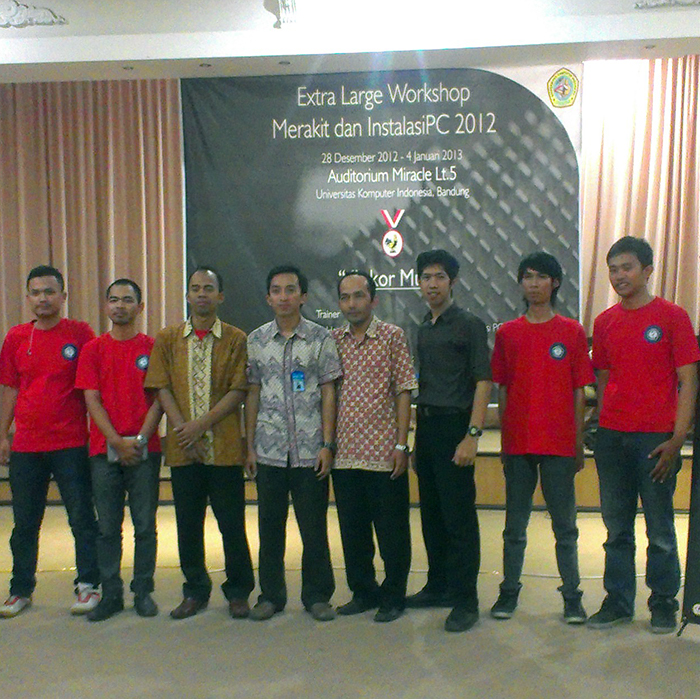 Extra Large Workshop
Merakit dan InstalasiPC 2012
28 Desember 2012 - 4 Januari 2013
Auditorium Miracle Lt.5
Universitas Komputer Indonesia, Bandung
Trainer